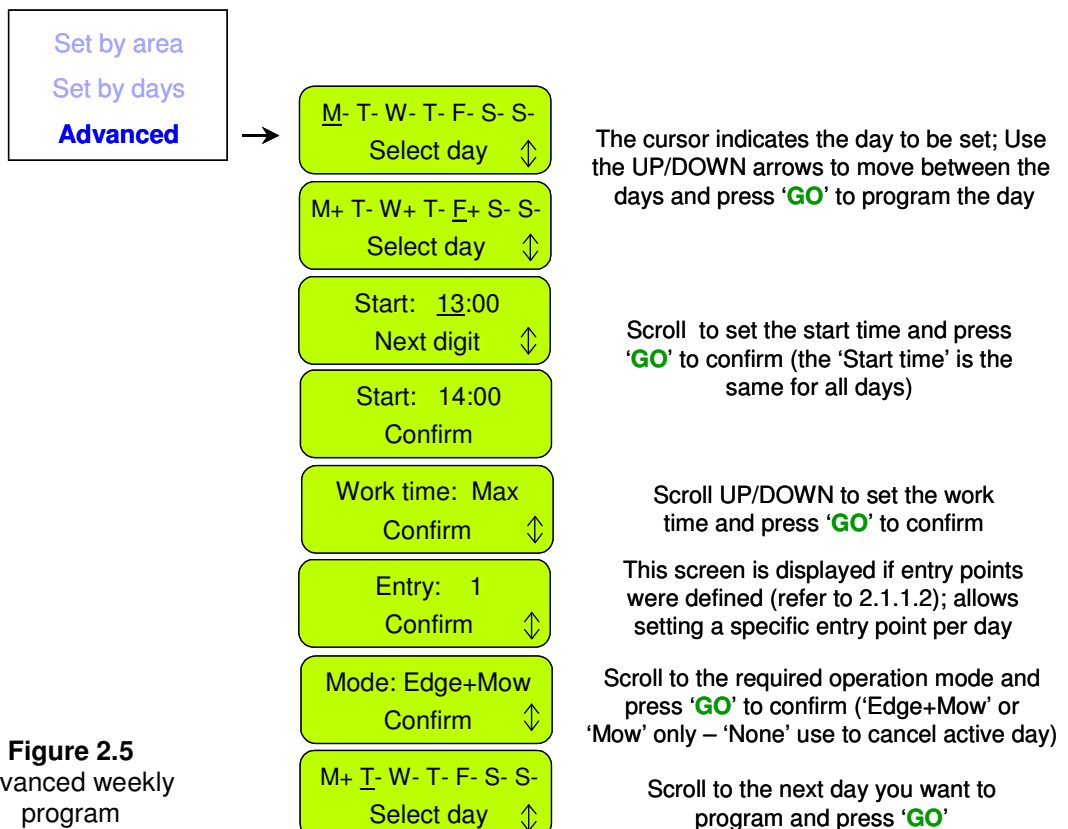 Set by area
Set by days
Advanced
M- T- W- T- F- S- S-
Select day
The cursor indicates the day to be set; Use
the UP/DOWN arrows to move between the
days and press ‘GO’ to program the day
M+ T- W+ T- F+ S- S-
Select day
Start: 13:00
Next digit
Scroll to set the start time and press
‘GO’ to confirm (the ‘Start time’ is the
same for all days)
Start: 14:00
Confirm
Work time: Max
Confirm
Scroll UP/DOWN to set the work
time and press ‘GO’ to confirm
Entry: 1
Confirm
This screen is displayed if entry points
were defined (refer to 2.1.1.2); allows
setting a specific entry point per day
Mode: Edge+Mow
Confirm
Scroll to the required operation mode and
press ‘GO’ to confirm (‘Edge+Mow’ or
‘Mow’ only – ‘None’ use to cancel active day)
M+ T- W- T- F- S- S-
Select day
Scroll to the next day you want to
program and press ‘GO’
Figure 2.5
vanced weekly
program